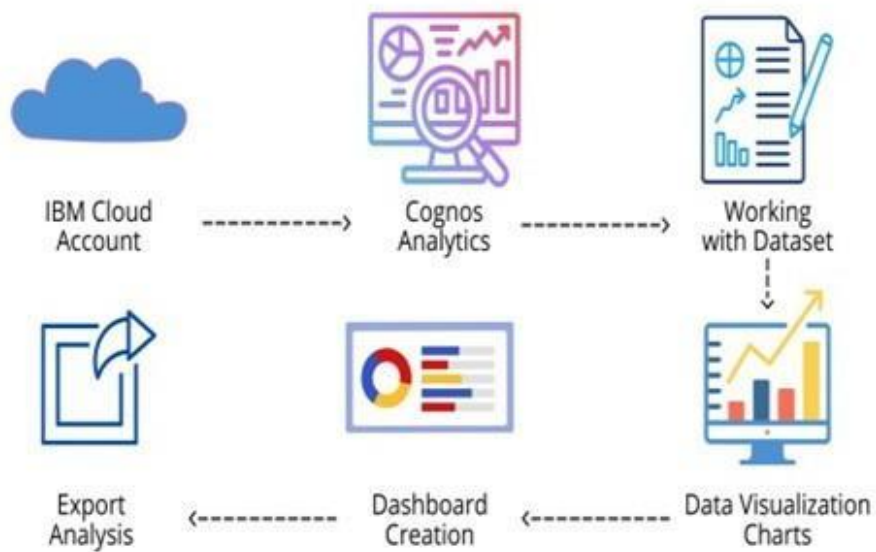 IBM Cloud
Account
Cognos
Analytics
Working
with Dataset
Data Visualization
Charts
Dashboard
Creation
Export
Analysis